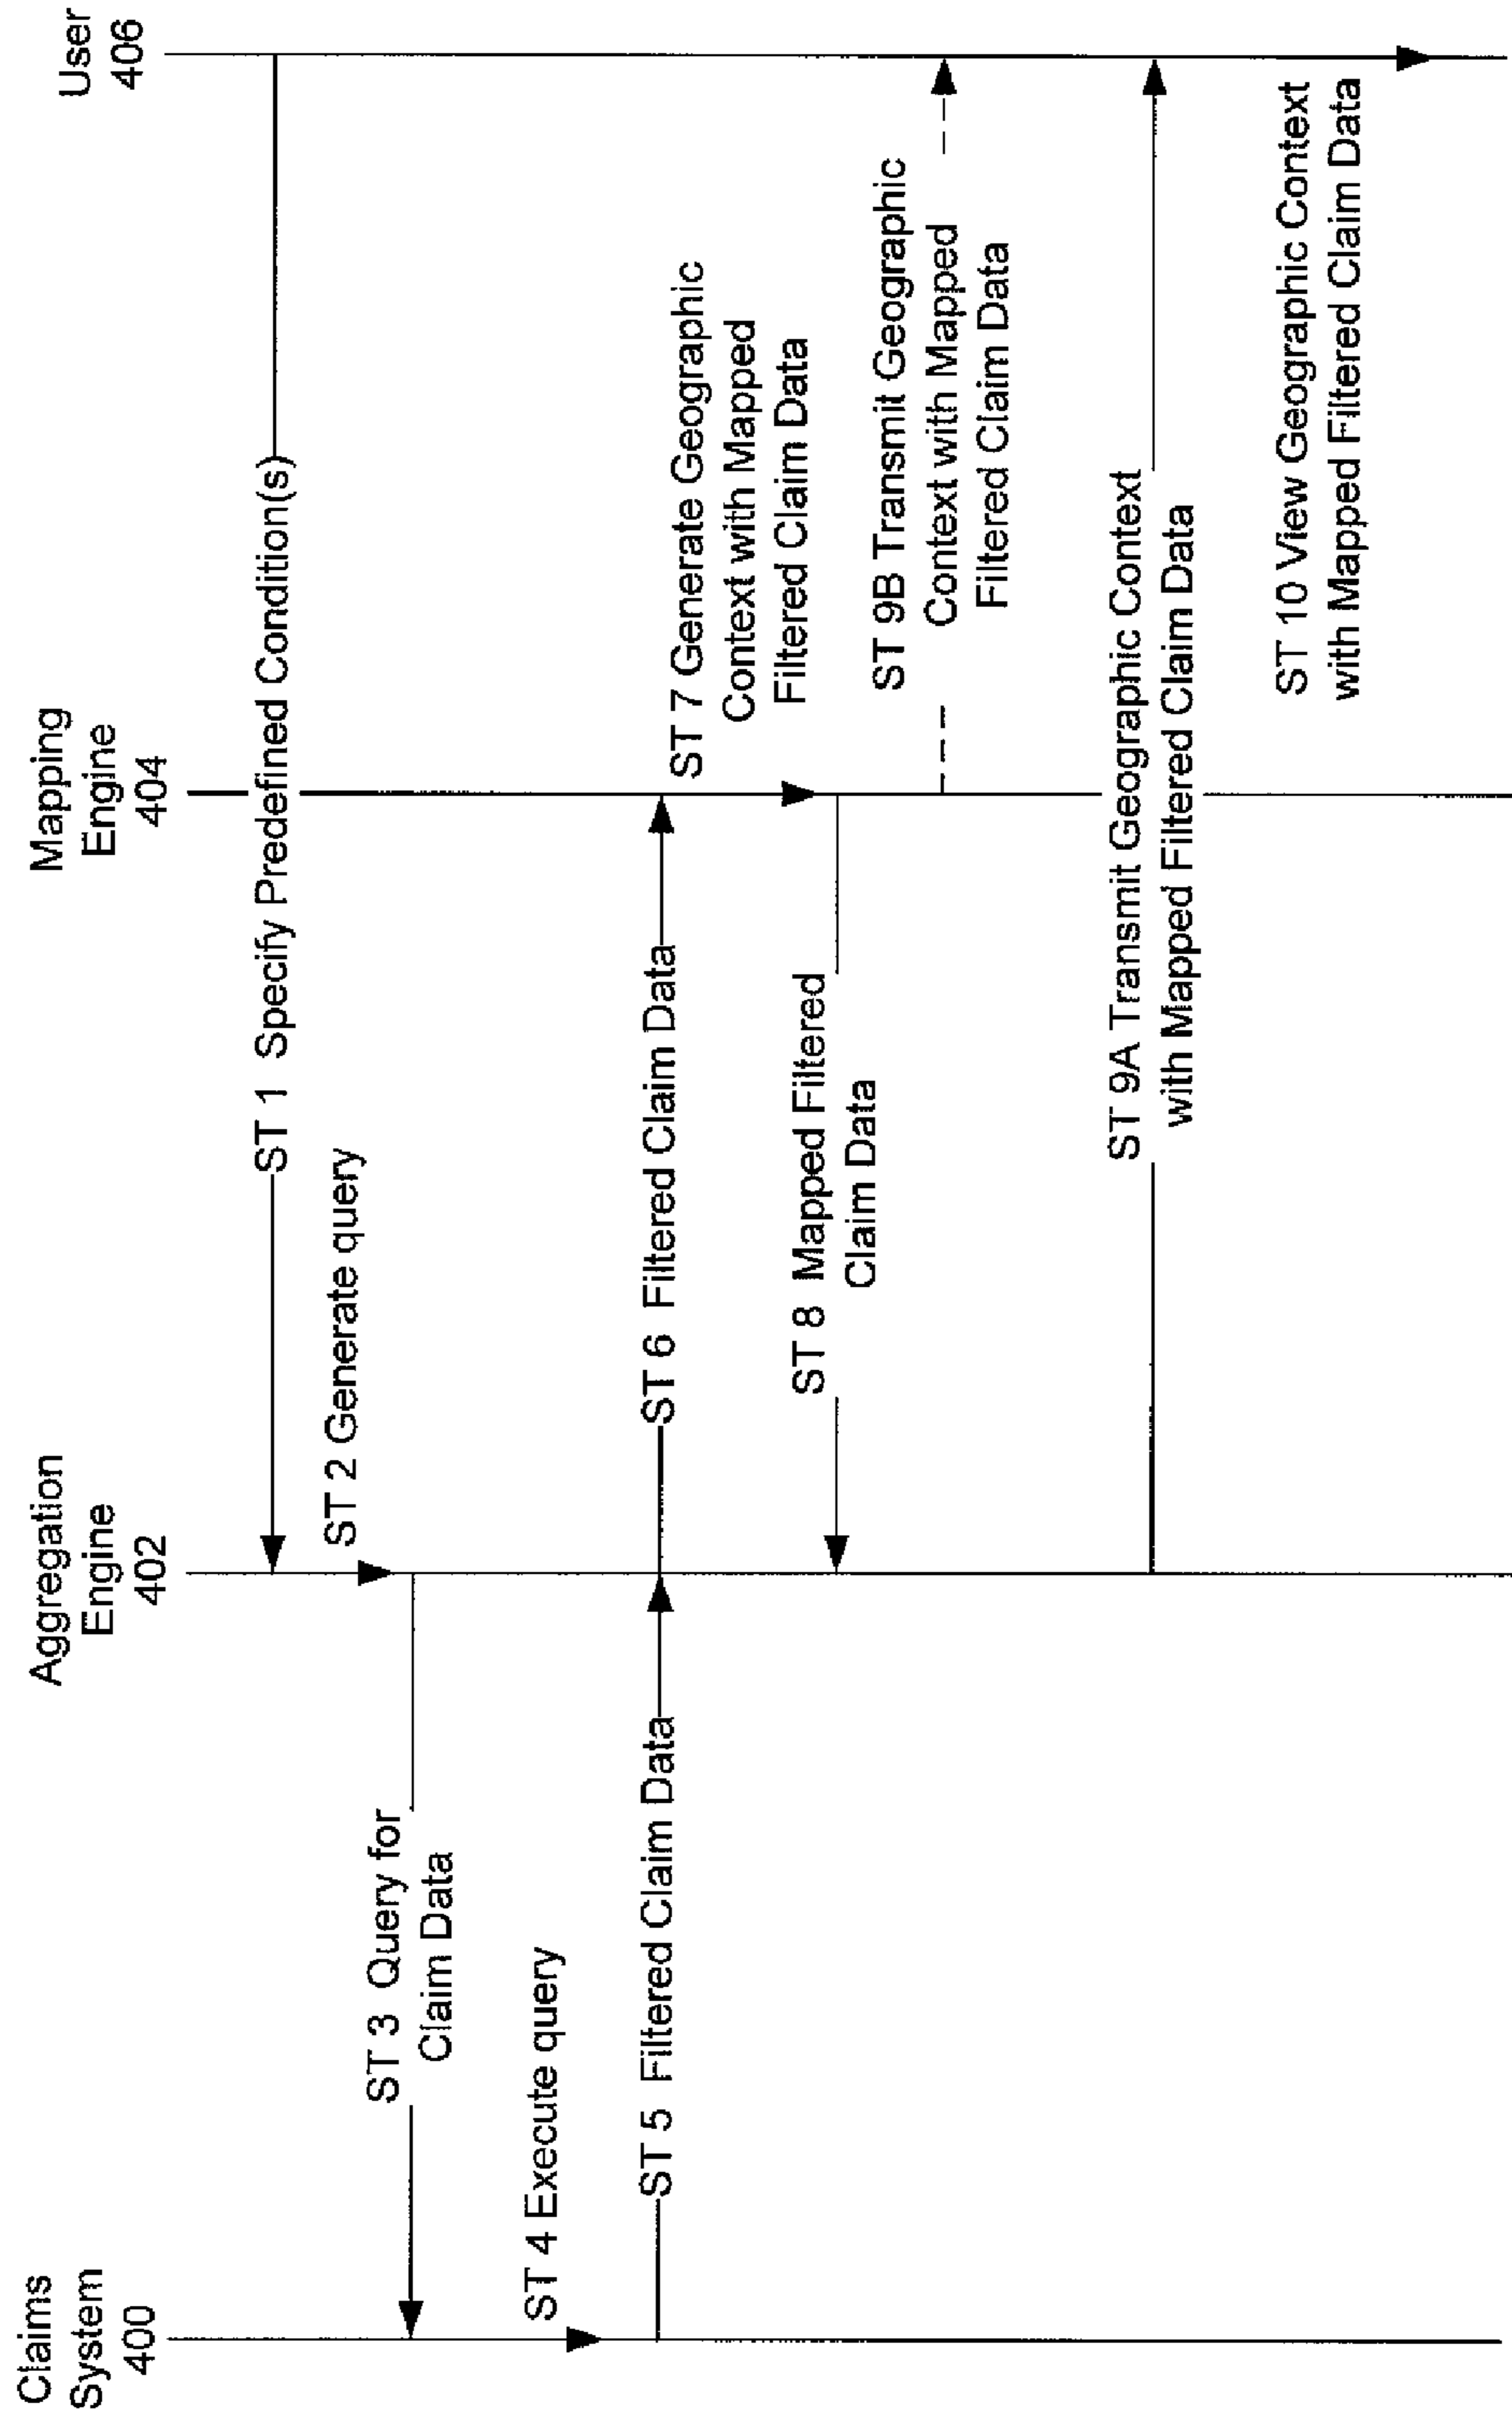 Claims
System
400
Aggregation
Engine
402
Mapping
Engine
404
User
406
ST 1 Specify Predefined Condition(s)
ST 2 Generate query
ST 3 Query for
Claim Data
ST 4 Execute query
ST 5 Filtered Claim Data
ST 6 Filtered Claim Data
ST 7 Generate Geographic
Context with Mapped
Filtered Claim Data
ST 8 Mapped Filtered
Claim Data
ST 9B Transmit Geographic
Context with Mapped
Filtered Claim Data
ST 9A Transmit Geographic Context
with Mapped Filtered Claim Data
ST 10 View Geographic Context
with Mapped Filtered Claim Data